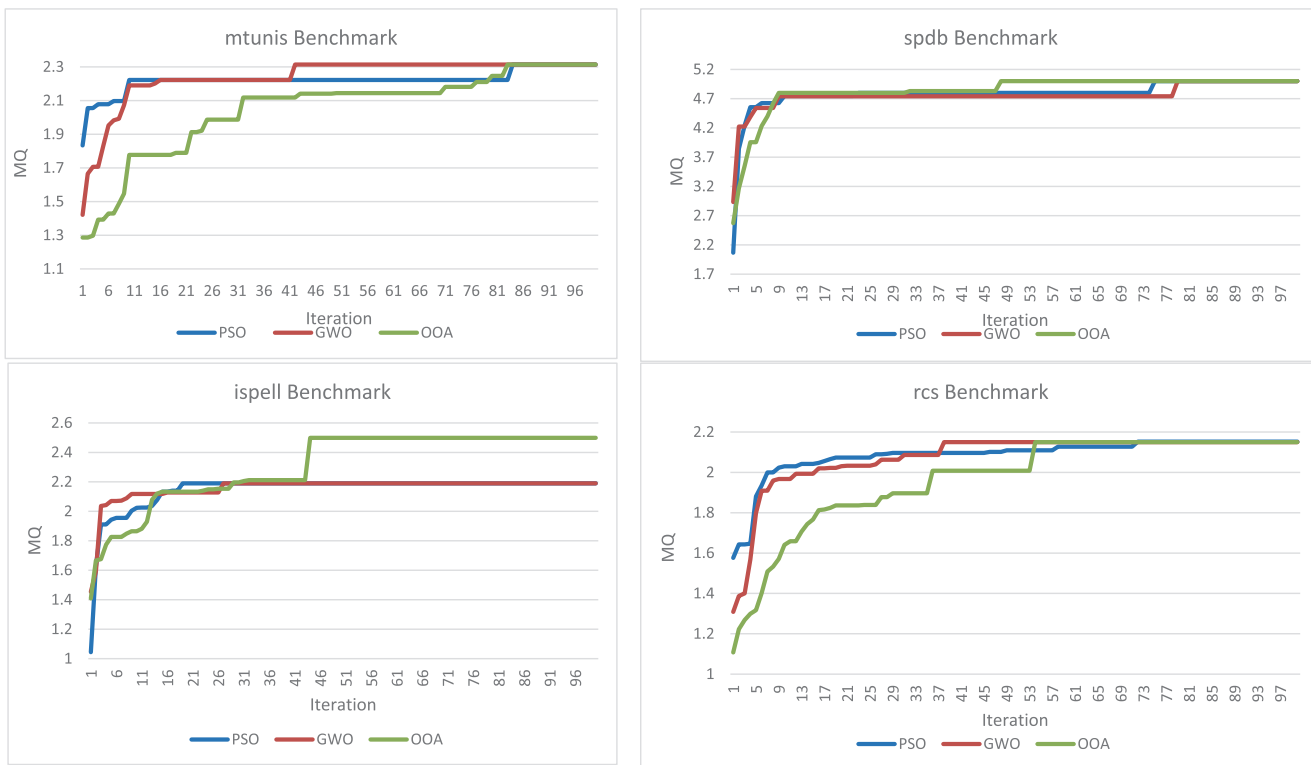 mtunis Benchmark
2.3
2.1
1.9
1.7
1.5
1.3
1.1
MQ
1 6 11 16 21 26 31 36 41 46 51 56 61 66 71 76 81 86 91 96
Iteration
PSO GWO OOA
spdb Benchmark
5.2
4.7
4.2
3.7
3.2
2.7
2.2
1.7
MQ
1 5 9 13 17 21 25 29 33 37 41 45 49 53 57 61 65 69 73 77 81 85 89 93 97
Iteration
PSO GWO OOA
ispell Benchmark
2.6
2.4
2.2
2
1.8
1.6
1.4
1.2
1
MQ
1 6 11 16 21 26 31 36 41 46 51 56 61 66 71 76 81 86 91 96
Iteration
PSO GWO OOA
rcs Benchmark
2.2
2
1.8
1.6
1.4
1.2
1
MQ
1 5 9 13 17 21 25 29 33 37 41 45 49 53 57 61 65 69 73 77 81 85 89 93 97
Iteration
PSO GWO OOA